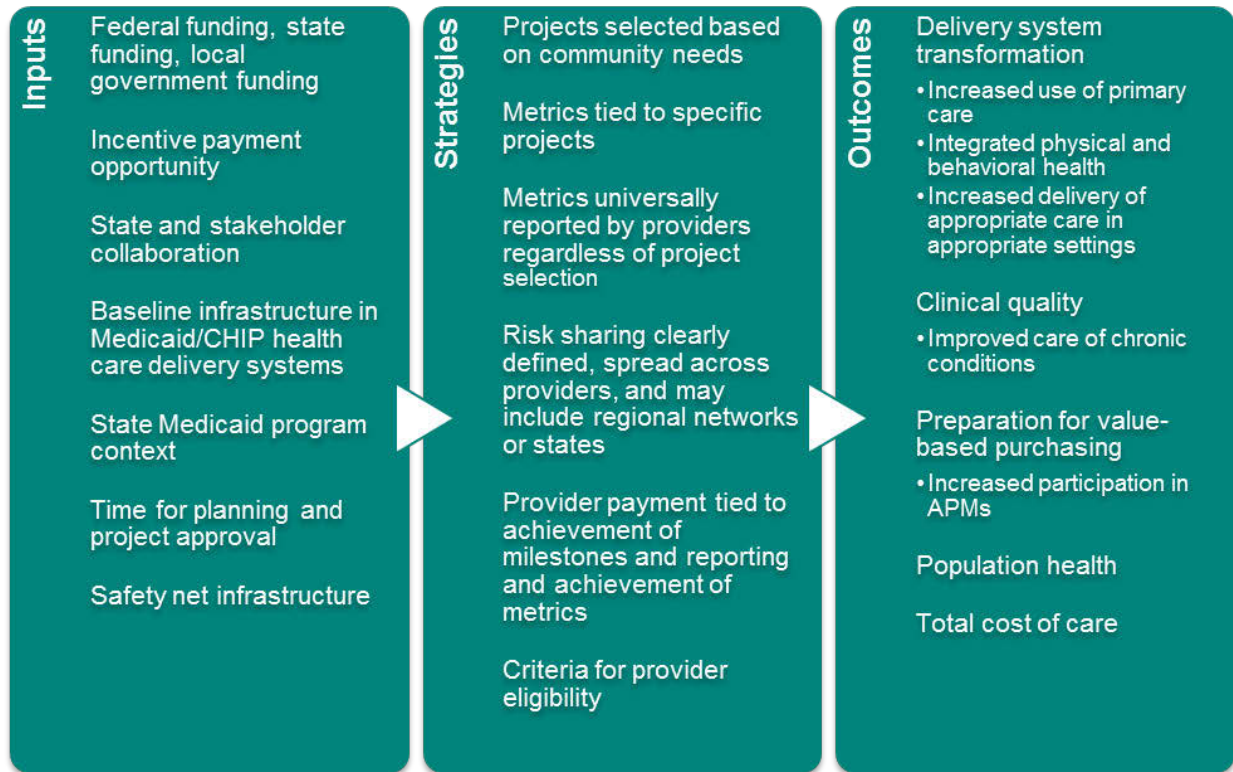 Inputs
Federal funding, state
funding, local
government funding
Incentive payment
opportunity
State and stakeholder
collaboration
Baseline infrastructure in
Medicaid/CHIP health
care delivery systems
State Medicaid program
context
Time for planning and
project approval
Safety net infrastructure
Strategies
Projects selected based
on community needs
Metrics tied to specific
projects
Metrics universally
reported by providers
regardless of project
selection
Risk sharing clearly
defined, spread across
providers, and may
include regional networks
or states
Provider payment tied to
achievement of
milestones and reporting
and achievement of
metrics
Criteria for provider
eligibility
Outcomes
Delivery system
transformation
•Increased use of primary
care
•Integrated physical and
behavioral health
•Increased delivery of
appropriate care in
appropriate settings
Clinical quality
•Improved care of chronic
conditions
Preparation for value-
based purchasing
•Increased participation in
APMs
Population health
Total cost of care